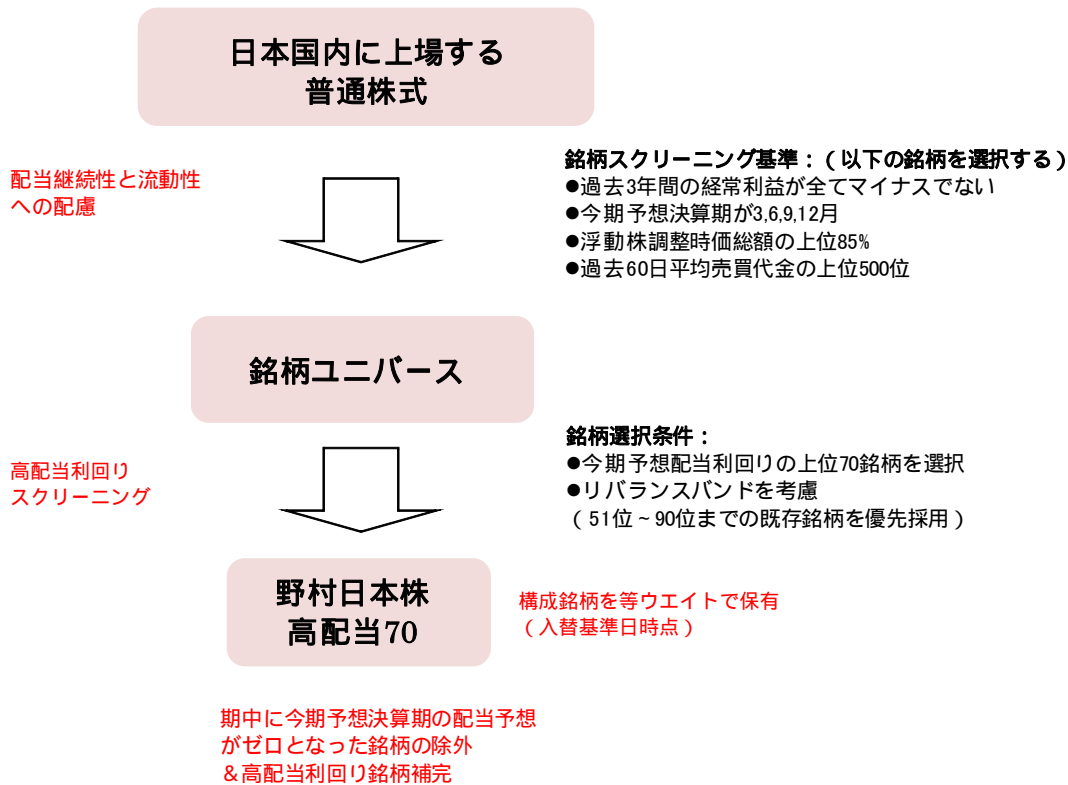 日本国内に上場する
普通株式
配当継続性と流動性
への配慮
銘柄スクリーニング基準：（以下の銘柄を選択する）
●過去3年間の経常利益が全てマイナスでない
●今期予想決算期が3,6,9,12月
●浮動株調整時価総額の上位85%
●過去60日平均売買代金の上位500位
銘柄ユニバース
高配当利回り
スクリーニング
銘柄選択条件：
●今期予想配当利回りの上位70銘柄を選択
●リバランスバンドを考慮
（51位～90位までの既存銘柄を優先採用）
野村日本株
高配当70
構成銘柄を等ウエイトで保有
（入替基準日時点）
期中に今期予想決算期の配当予想
がゼロとなった銘柄の除外
＆高配当利回り銘柄補完